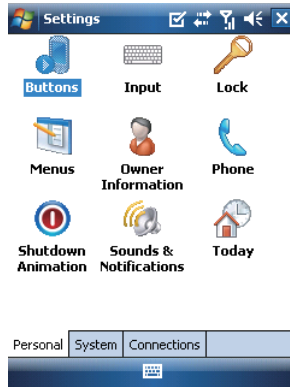 Settings
Buttons Input Lock
Menus Owner Information Phone
Shutdown Animation Sounds & Notifications Today
Personal System Connections